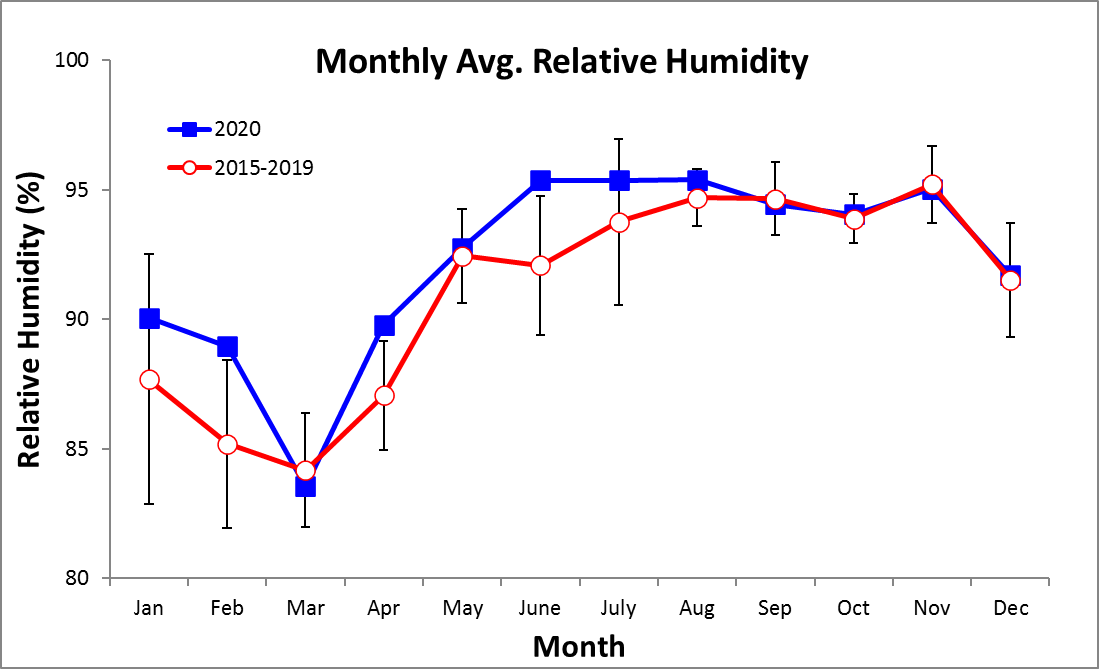 Monthly Avg. Relative Humidity
2020
2015-2019
Relative Humidity (%)
100
95
90
85
80
Jan Feb Mar Apr May June July Aug Sep Oct Nov Dec
Month